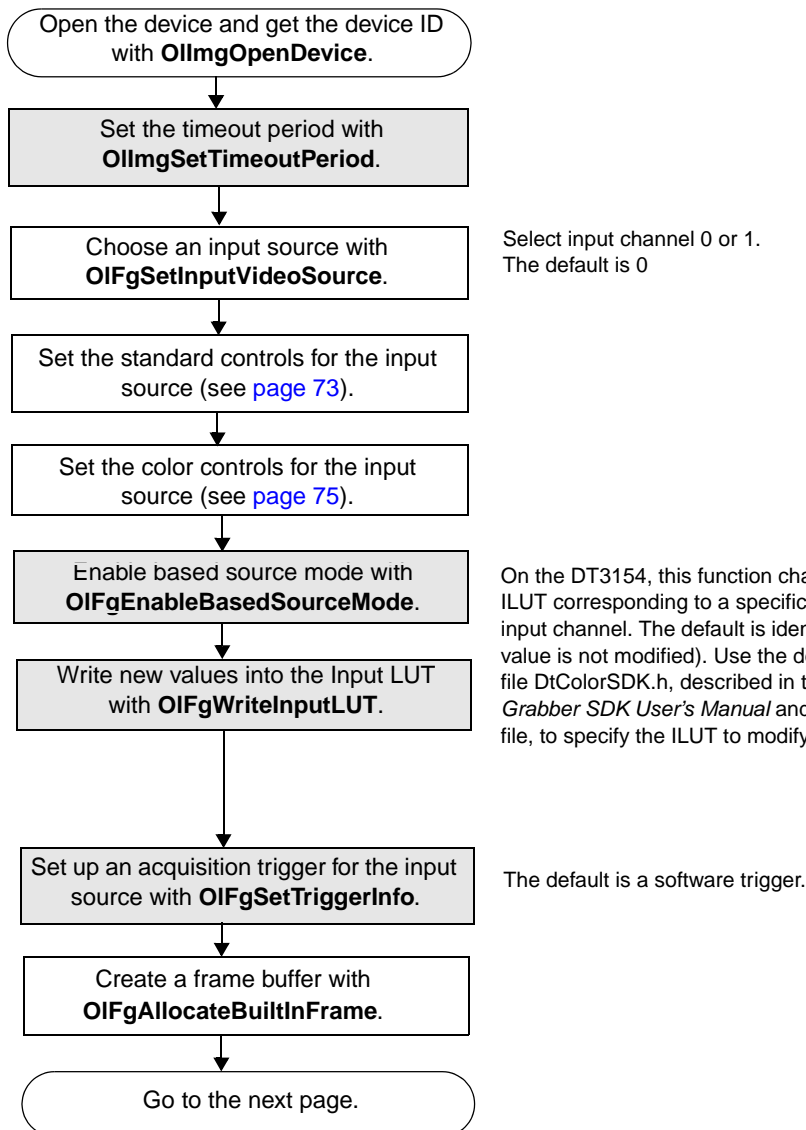 Open the device and get the device ID
with OlImgOpenDevice.
Set the timeout period with
OlImgSetTimeoutPeriod.
Choose an input source with
OlFgSetInputVideoSource.
Select input channel 0 or 1.
The default is 0
Set the standard controls for the input
source (see page 73).
Set the color controls for the input
source (see page 75).
Enable based source mode with
OlFgEnableBasedSourceMode.
Write new values into the Input LUT
with OlFgWriteInputLUT.
On the DT3154, this function
ILUT corresponding to a specific
input channel. The default is
value is not modified). Use the
file DtColorSDK.h, described in
Grabber SDK User's Manual and
file, to specify the ILUT to modify
Set up an acquisition trigger for the input
source with OlFgSetTriggerInfo.
The default is a software trigger.
Create a frame buffer with
OlFgAllocateBuiltInFrame.
Go to the next page.